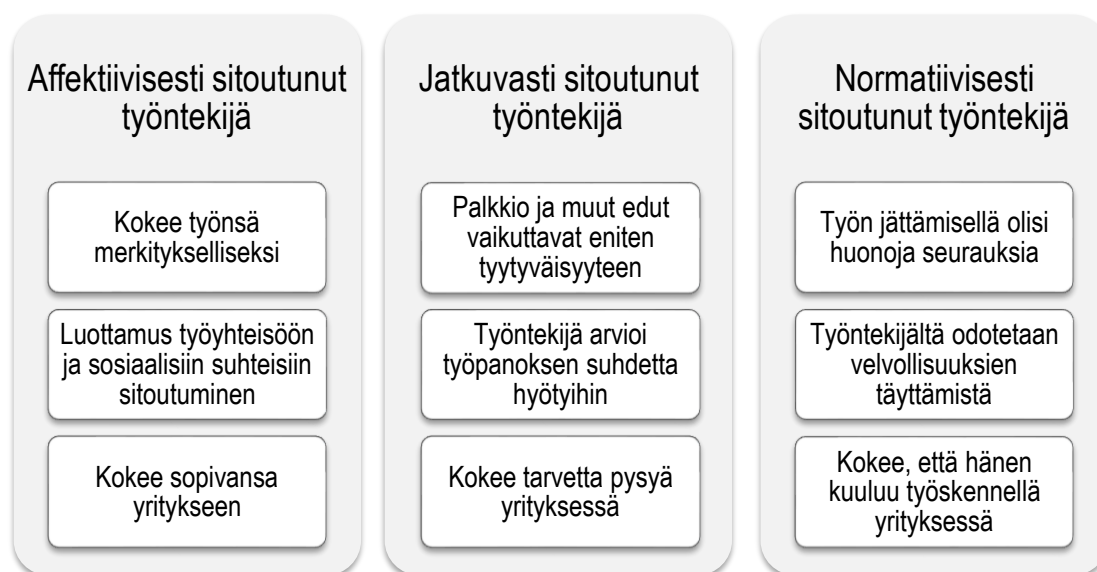 Affektiivisesti sitoutunut
työntekijä
Kokee työnsä
merkitykselliseksi
Luottamus työyhteisöön
ja sosiaalisiin suhteisiin
sitoutuminen
Kokee sopivansa
yritykseen
Jatkuvasti sitoutunut
työntekijä
Palkkio ja muut edut
vaikuttavat eniten
tyytyväisyyteen
Työntekijä arvioi
työpanoksen suhdetta
hyötyihin
Kokee tarvetta pysyä
yrityksessä
Normatiivisesti
sitoutunut työntekijä
Työn jättämisellä olisi
huonoja seurauksia
Työntekijältä odotetaan
velvollisuuksien
täyttämistä
Kokee, että hänen
kuuluu työskennellä
yrityksessä